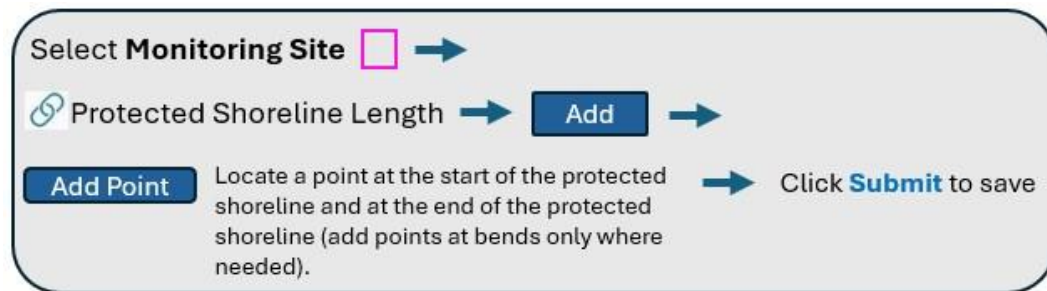 Select Monitoring Site
Protected Shoreline Length Add
Add Point Locate a point at the start of the protected Click Submit to save
shoreline and at the end of the protected
shoreline (add points at bends only where
needed).